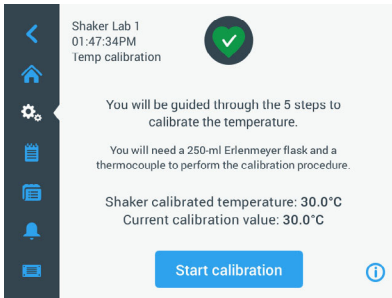 Shaker Lab 1
01:47:34PM
Temp calibration
You will be guided through the 5 steps to
calibrate the temperature.
You will need a 250-ml Erlenmeyer flask and a
thermocouple to perform the calibration procedure.
Shaker calibrated temperature: 30.0°C
Current calibration value: 30.0°C
Start calibration